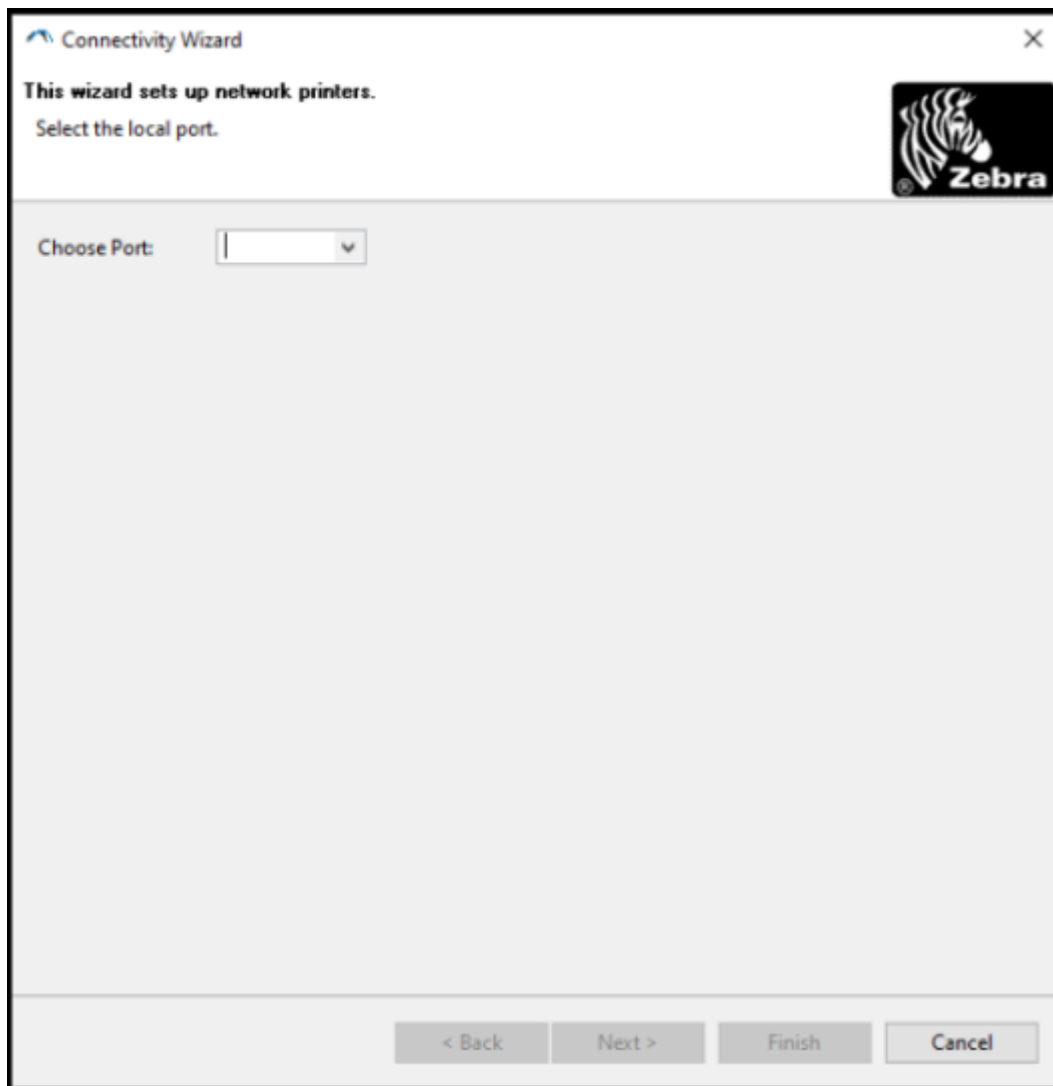 Connectivity Wizard
This wizard sets up network printers.
Select the local port.
® Zebra
Choose Port:
< Back Next > Finish Cancel